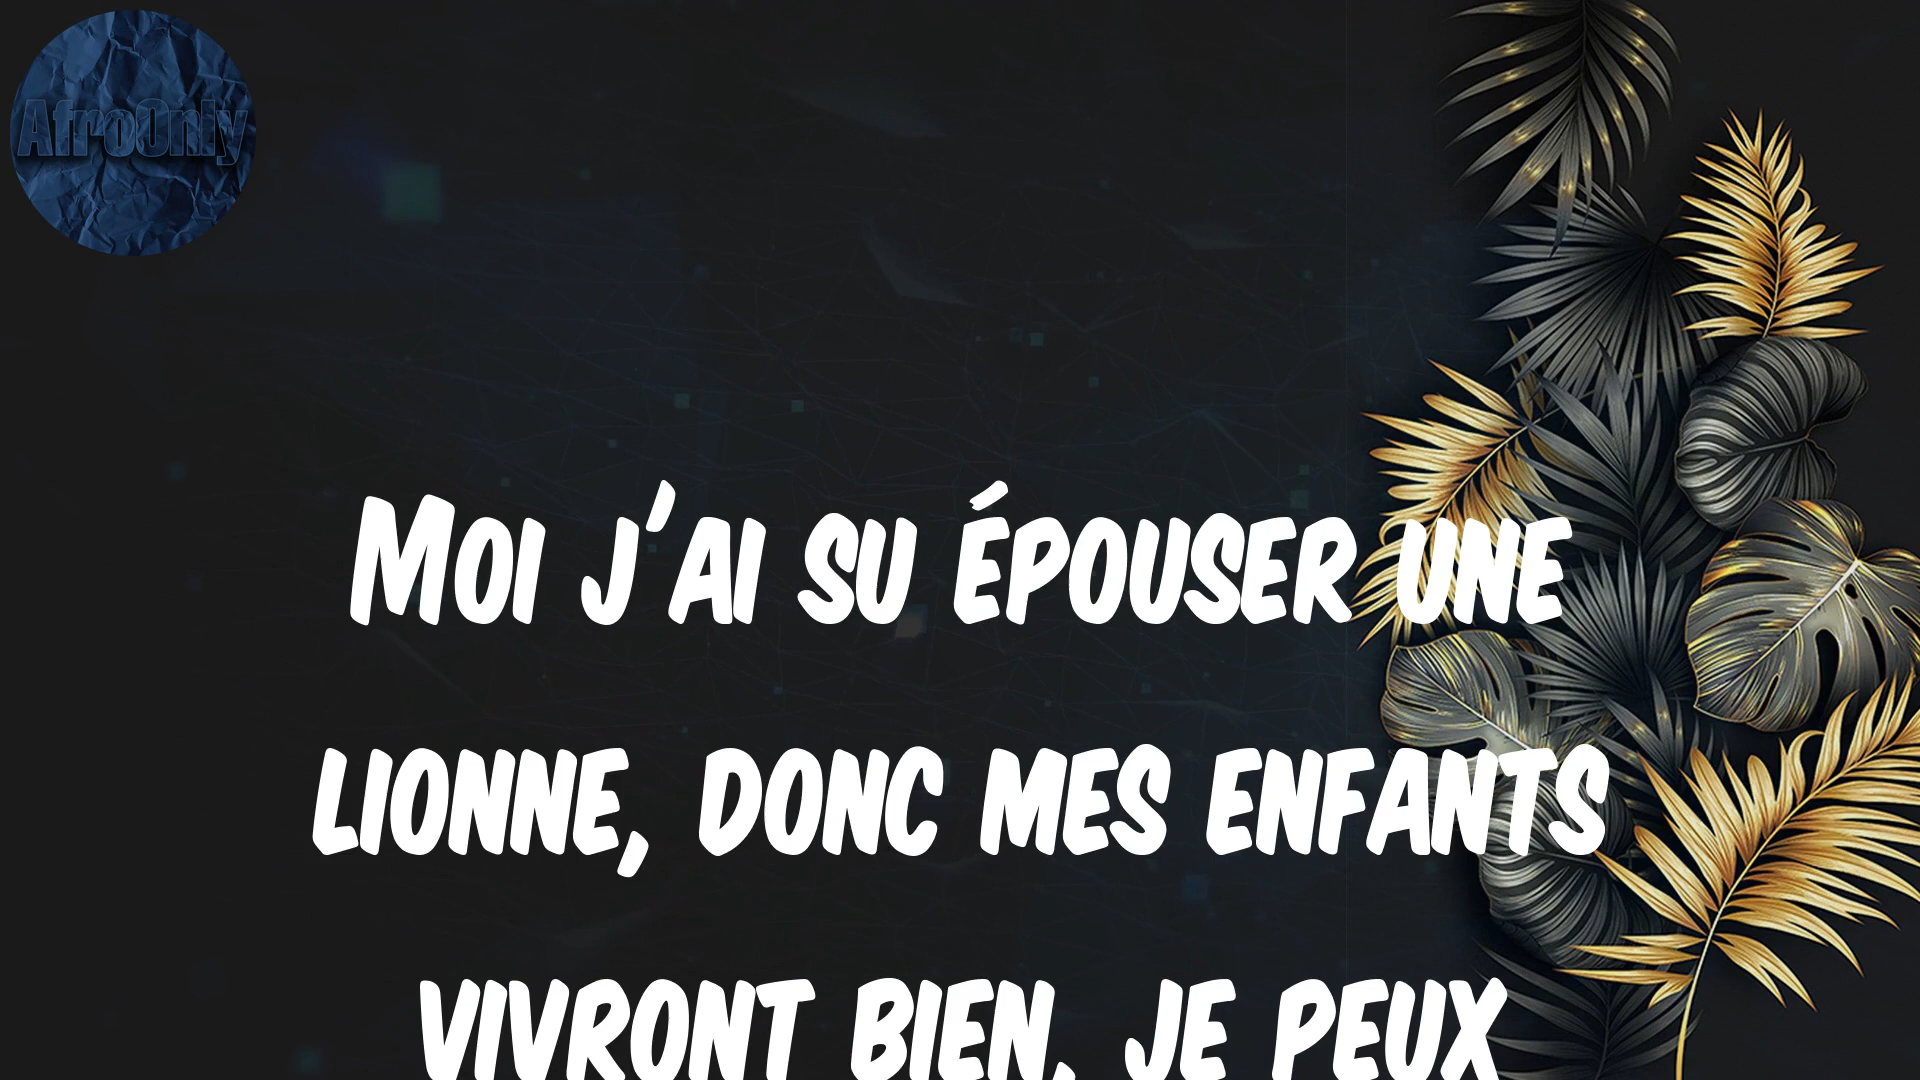 AfroOnly
Moi j'ai su épouser une
lionne, donc mes enfants
vivront bien, je peux